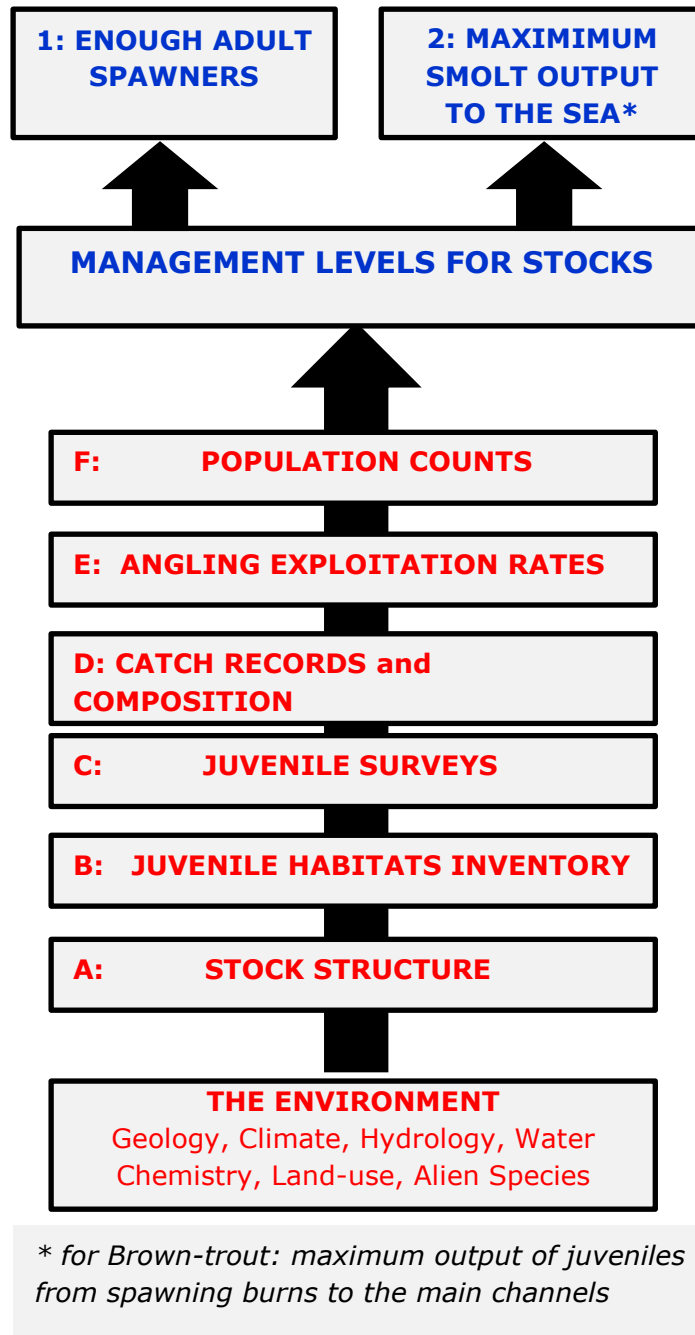 1: ENOUGH ADULT
SPAWNERS
2: MAXIMIMUM
SMOLT OUTPUT
TO THE SEA*
MANAGEMENT LEVELS FOR STOCKS
F: POPULATION COUNTS
E: ANGLING EXPLOITATION RATES
D: CATCH RECORDS and
COMPOSITION
C: JUVENILE SURVEYS
B: JUVENILE HABITATS INVENTORY
A: STOCK STRUCTURE
THE ENVIRONMENT
Geology, Climate, Hydrology, Water
Chemistry, Land-use, Alien Species
* for Brown-trout: maximum output of juveniles
from spawning burns to the main channels